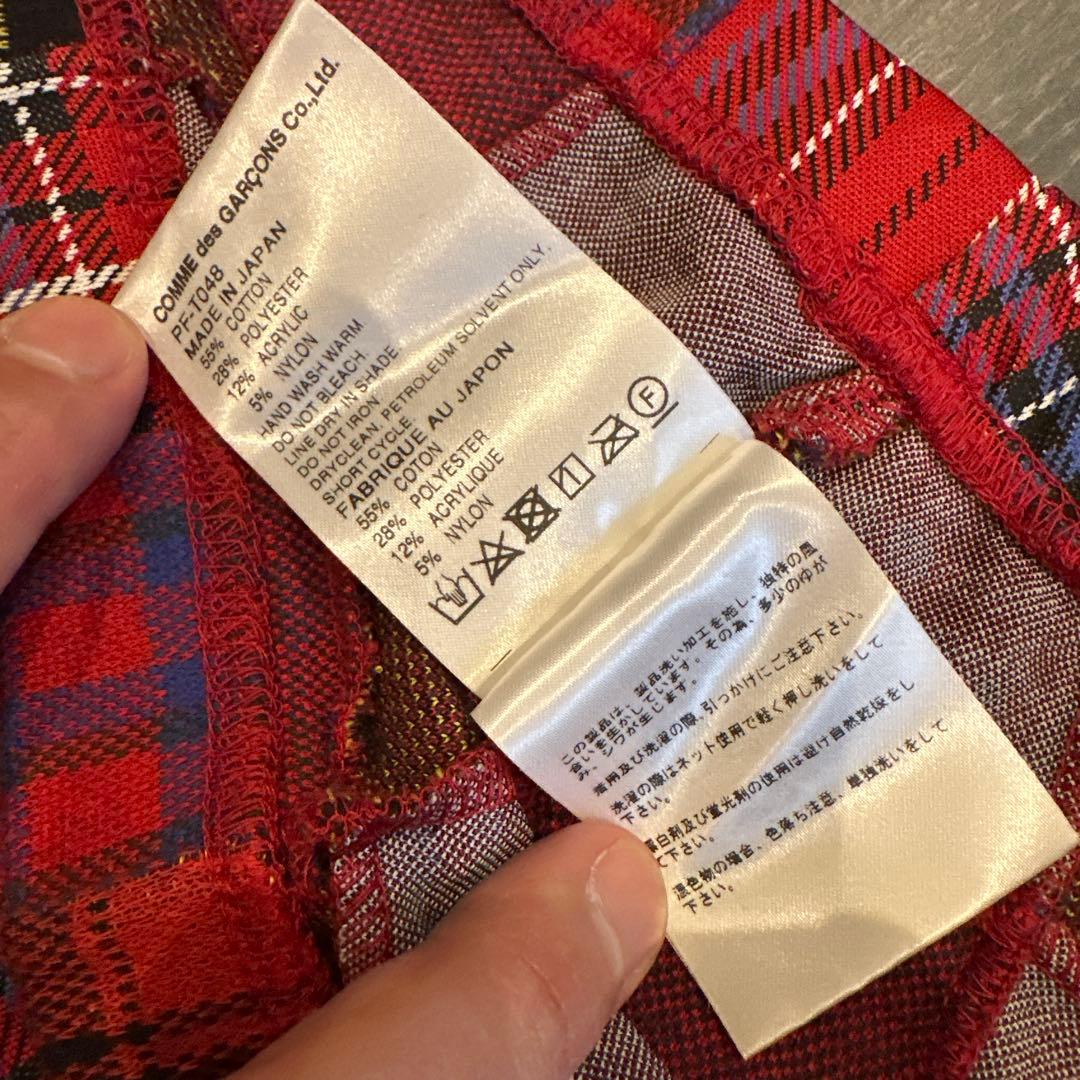 COMME des GARÇONS Co.,Ltd.
PF-T048
MADE IN JAPAN
55% COTTON
28% POLYESTER
12% ACRYLIC
5% NYLON
HAND WASH WARM
DO NOT BLEACH.
LINE DRY IN SHADE
DO NOT IRON
DRYCLEAN, PETROLEUM SOLVENT ONLY,
SHORT CYCLE
FABRIQUE AU JAPON
55% COTON
28% POLYESTER
12% ACRYLIQUE
5% NYLON
F
この製品は、製品洗い加工を施し、独特の風
合いを生かしています。その為、多少のゆが
み、シワが生じます。
着用及び洗濯の際、引っかけにご注意下さい。
洗濯の際はネット使用で軽く押し洗いをして
下さい。
漂白剤及び蛍光剤の使用は避け自然乾燥をし
て下さい。
濃色物の場合、色落ち注意、単独洗いをして
下さい。